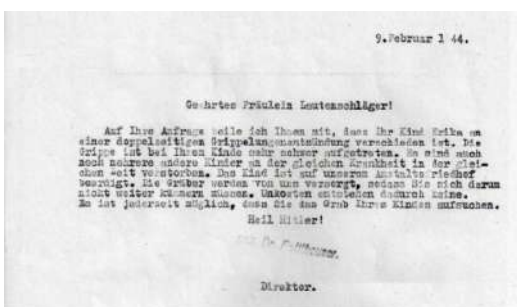 9.Februar 1 44.
Geehrtes Fräulein Lautenschläger!
Auf Ihre Anfrage teile ich Ihnen mit, dass Ihr Kind Erika an
einer doppelseitigen Grippelungenentzündung verschieden ist. Die
Grippe ist bei Ihrem Kinde sehr schwer aufgetreten. Es sind auch
noch mehrere andere Kinder an der gleichen Krankheit in der glei-
chen Zeit verstorben. Das Kind ist auf unserem Anstaltsfriedhof
beerdigt. Die Gräber werden von uns versorgt, sodass Sie sich darum
nicht weiter kümmern müssen. Unkosten entstehen dadurch keine.
Es ist jederzeit möglich, dass Sie das Grab Ihres Kindes aufsuchen.
Heil Hitler!
Dr.
Direktor.